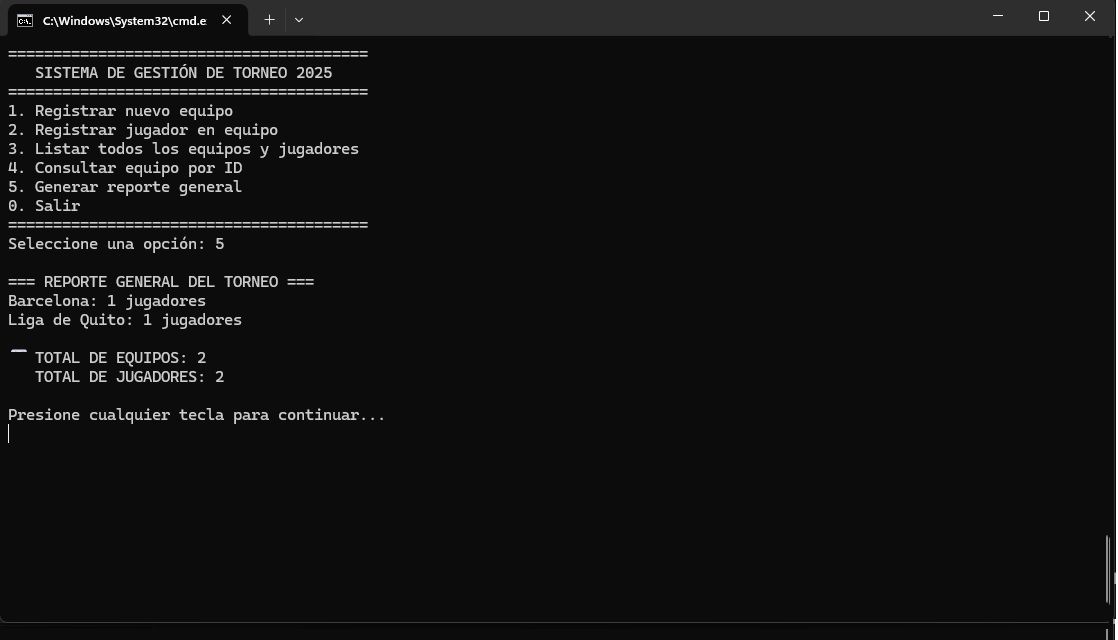 C:\Windows\System32\cmd.e
========================================
SISTEMA DE GESTIÓN DE TORNEO 2025
========================================
1. Registrar nuevo equipo
2. Registrar jugador en equipo
3. Listar todos los equipos y jugadores
4. Consultar equipo por ID
5. Generar reporte general
0. Salir
========================================
Seleccione una opción: 5
=== REPORTE GENERAL DEL TORNEO ===
Barcelona: 1 jugadores
Liga de Quito: 1 jugadores
TOTAL DE EQUIPOS: 2
TOTAL DE JUGADORES: 2
Presione cualquier tecla para continuar...